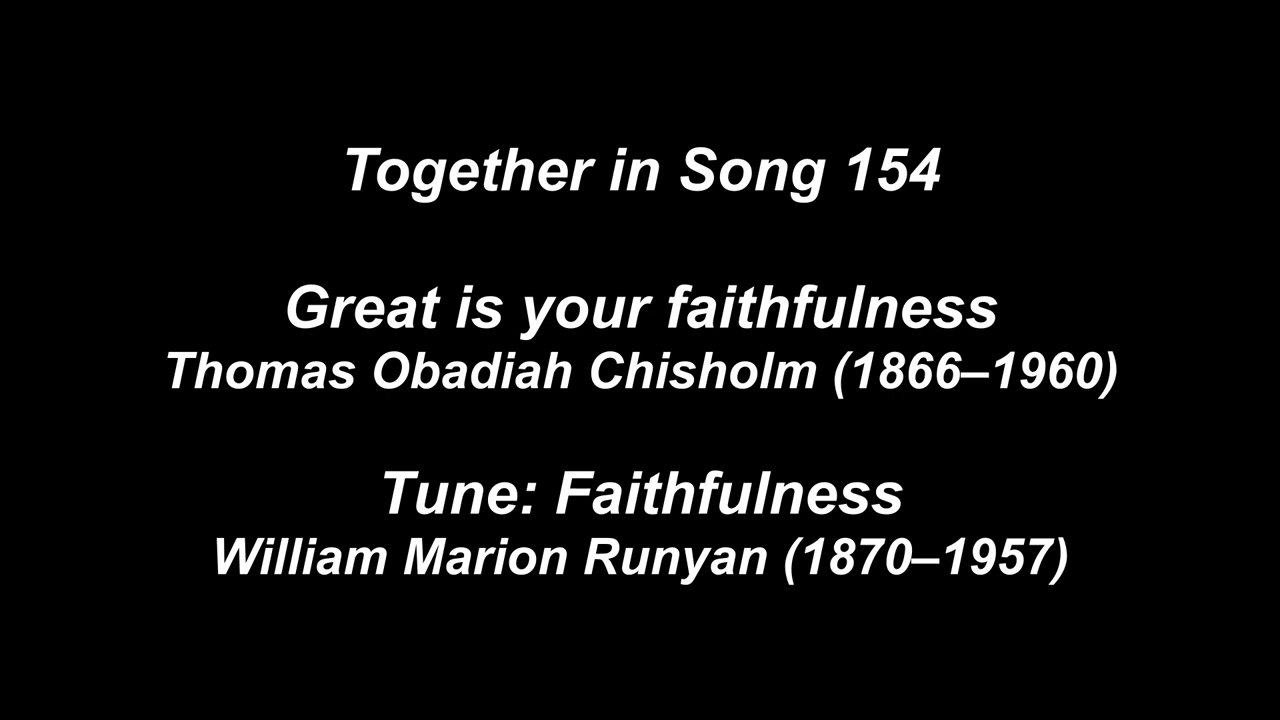 Together in Song 154
Great is your faithfulness
Thomas Obadiah Chisholm (1866–1960)
Tune: Faithfulness
William Marion Runyan (1870–1957)